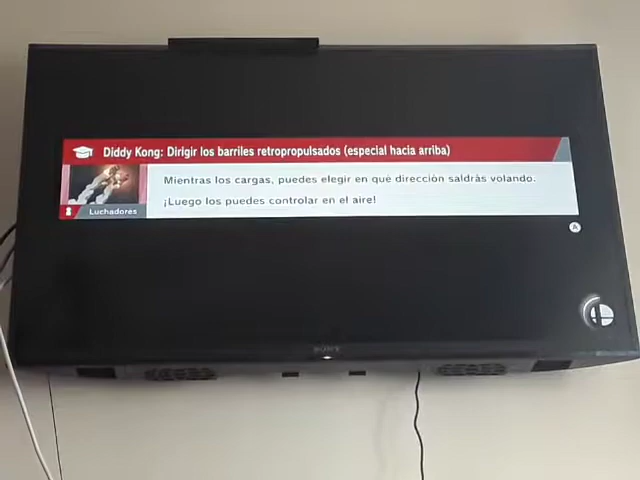 Diddy Kong: Dirigir los barriles retropropulsados (especial hacia arriba)
Mientras los cargas, puedes elegir en qué dirección saldrás volando.
¡Luego los puedes controlar en el aire!
Luchadores
A
SONY